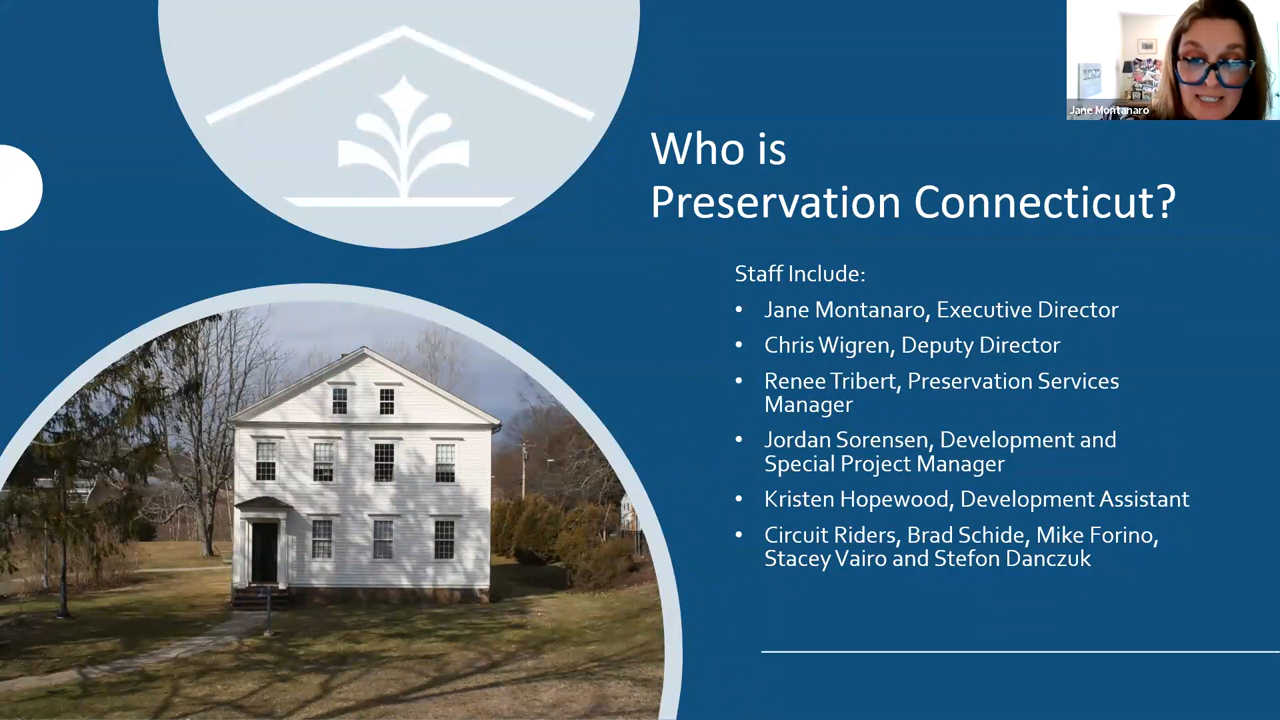 Jane Montanaro
Who is
Preservation Connecticut?
Staff Include:
• Jane Montanaro, Executive Director
• Chris Wigren, Deputy Director
• Renee Tribert, Preservation Services
Manager
• Jordan Sorensen, Development and
Special Project Manager
• Kristen Hopewood, Development Assistant
• Circuit Riders, Brad Schide, Mike Forino,
Stacey Vairo and Stefon Danczuk